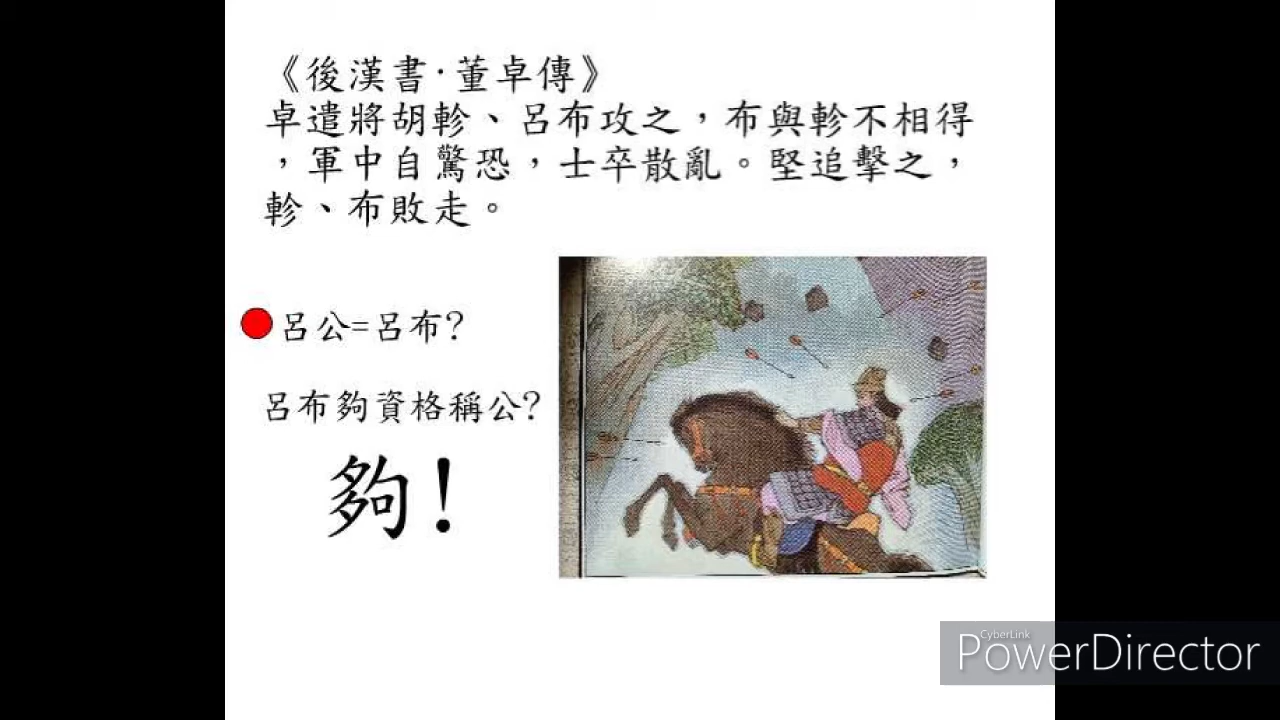 《後漢書·董卓傳》
卓遣將胡軫、呂布攻之，布與軫不相得
，軍中自驚恐，士卒散亂。堅追擊之，
軫、布敗走。
呂公=呂布?
呂布夠資格稱公?
夠!
CyberLink
PowerDirector